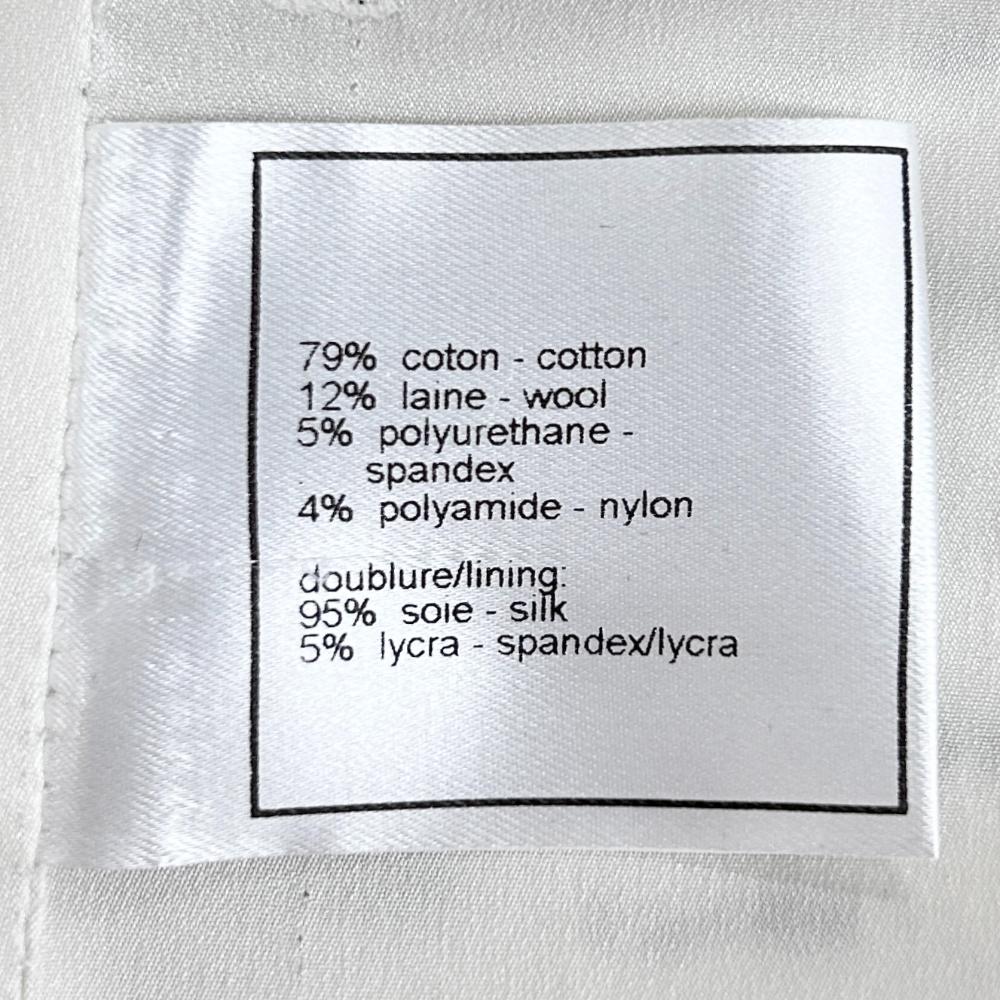 79% coton - cotton
12% laine - wool
5% polyurethane -
spandex
4% polyamide - nylon
doublure/lining:
95% soie - silk
5% lycra - spandex/lycra